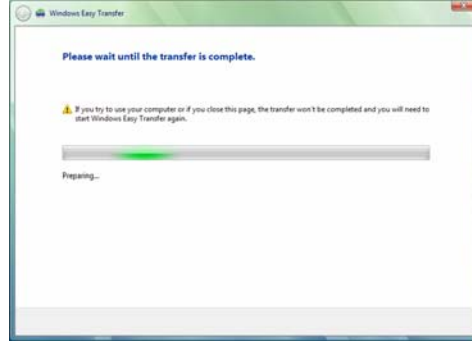 Windows Easy Transfer
Please wait until the transfer is complete.
If you try to use your computer or if you close this page, the transfer won't be completed and you will need to
start Windows Easy Transfer again.
Preparing...